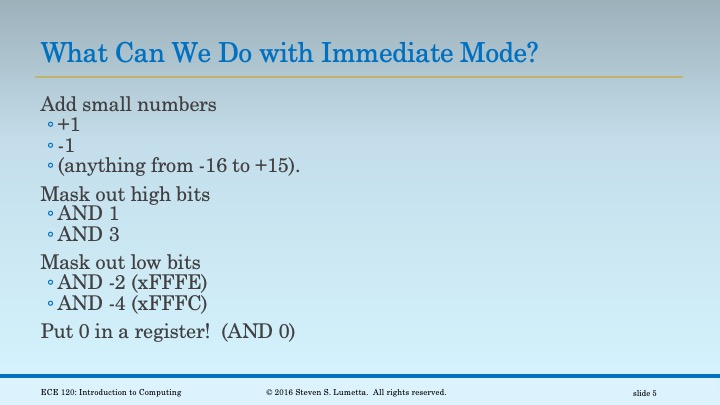 What Can We Do with Immediate Mode?
Add small numbers
◦ +1
◦ -1
◦ (anything from -16 to +15).
Mask out high bits
◦ AND 1
◦ AND 3
Mask out low bits
◦ AND -2 (xFFFE)
◦ AND -4 (xFFFC)
Put 0 in a register!  (AND 0)
ECE 120: Introduction to Computing
© 2016 Steven S. Lumetta.  All rights reserved.
slide 5